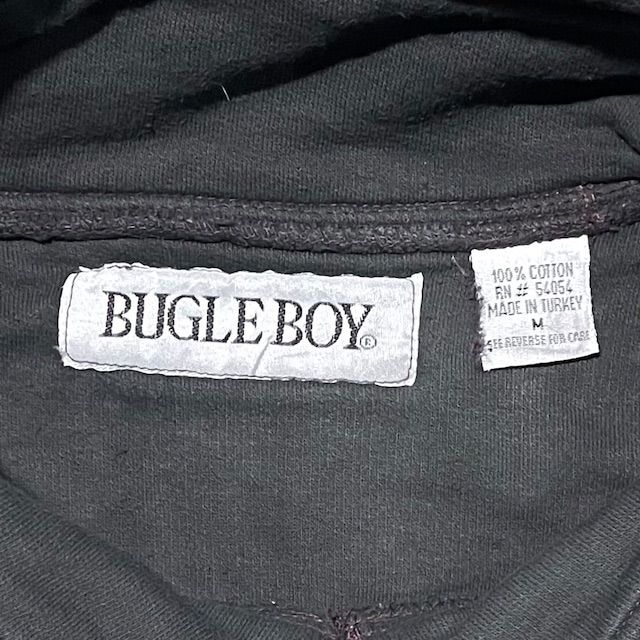 BUGLE BOY®
100% COTTON
RN # 54054
MADE IN TURKEY
M
SEE REVERSE FOR CARE